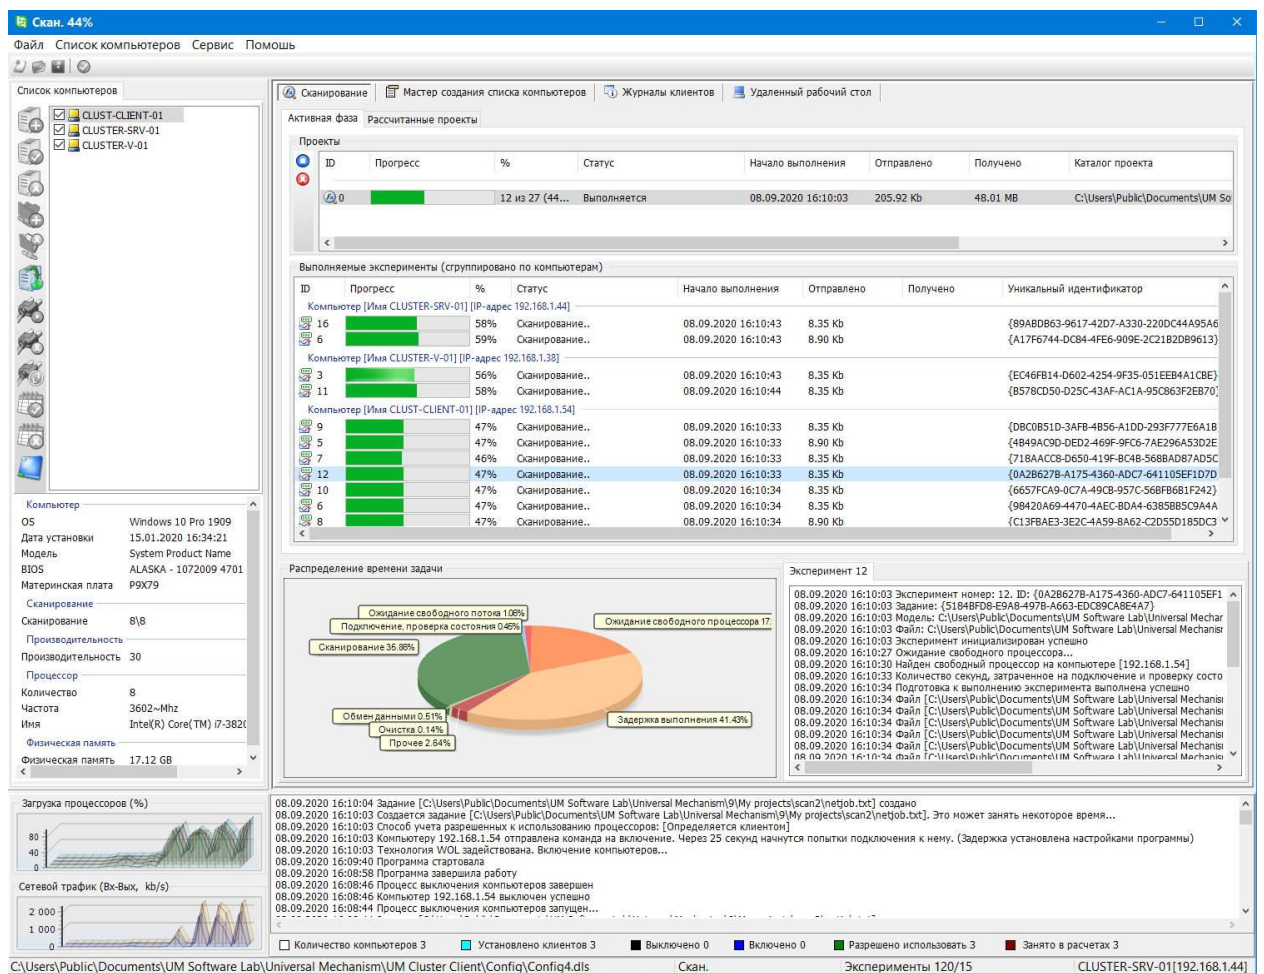 Скан. 44%
Файл Список компьютеров Сервис Помошь
Список компьютеров
CLUST-CLIENT-01
CLUSTER-SRV-01
CLUSTER-V-01
Сканирование Мастер создания списка компьютеров Журналы клиентов Удаленный рабочий стол
Активная фаза Рассчитанные проекты
Проекты
ID Прогресс % Статус Начало выполнения Отправлено Получено Каталог проекта
0 12 из 27 (44... Выполняется 08.09.2020 16:10:03 205.92 Kb 48.01 MB C:\Users\Public\Documents\UM So
Выполняемые эксперименты (сгруппировано по компьютерам)
ID Прогресс % Статус Начало выполнения Отправлено Получено Уникальный идентификатор
Компьютер [Имя CLUSTER-SRV-01] [IP-адрес 192.168.1.44]
16 58% Сканирование.. 08.09.2020 16:10:43 8.35 Kb {89ABDB63-9617-42D7-A330-220DC44A95A6
6 59% Сканирование.. 08.09.2020 16:10:43 8.90 Kb {A17F6744-DC84-4FE6-909E-2C21B2DB9613}
Компьютер [Имя CLUSTER-V-01] [IP-адрес 192.168.1.38]
3 56% Сканирование.. 08.09.2020 16:10:43 8.35 Kb {EC46FB14-D602-4254-9F35-051EEB4A1CBE}
11 58% Сканирование.. 08.09.2020 16:10:44 8.35 Kb {B578CD50-D25C-43AF-AC1A-95C863F2EB70}
Компьютер [Имя CLUST-CLIENT-01] [IP-адрес 192.168.1.54]
9 47% Сканирование.. 08.09.2020 16:10:33 8.35 Kb {DBC0B51D-3AFB-4B56-A1DD-293F777E6A1B
5 47% Сканирование.. 08.09.2020 16:10:33 8.90 Kb {4B49AC9D-DED2-469F-9FC6-7AE296A53D2E
7 46% Сканирование.. 08.09.2020 16:10:33 8.35 Kb {718AACC8-D650-419F-BC4B-568BAD87AD5C
12 47% Сканирование.. 08.09.2020 16:10:33 8.35 Kb {0A2B627B-A175-4360-ADC7-641105EF1D7D
10 47% Сканирование.. 08.09.2020 16:10:34 8.35 Kb {6657FCA9-0C7A-49CB-957C-56BFB6B1F242}
6 47% Сканирование.. 08.09.2020 16:10:34 8.35 Kb {98420A69-4470-4AEC-BDA4-6385BB5C9A4A
8 47% Сканирование.. 08.09.2020 16:10:34 8.90 Kb {C13FBAE3-3E2C-4A59-BA62-C2D55D185DC3
Компьютер
OS Windows 10 Pro 1909
Дата установки 15.01.2020 16:34:21
Модель System Product Name
BIOS ALASKA - 1072009 4701
Материнская плата P9X79
Сканирование
Сканирование 8\8
Производительность
Производительность 30
Процессор
Количество 8
Частота 3602~Mhz
Имя Intel(R) Core(TM) i7-382(
Физическая память
Физическая память 17.12 GB
Распределение времени задачи
Ожидание свободного потока 1.06%
Подключение, проверка состояния 0.45%
Ожидание свободного процессора 17.
Сканирование 35.86%
Обмен данными 0.51%
Очистка 0.14%
Прочее 2.64%
Задержка выполнения 41.43%
Эксперимент 12
08.09.2020 16:10:03 Эксперимент номер: 12. ID: {0A2B627B-A175-4360-ADC7-641105EF1
08.09.2020 16:10:03 Задание: {5184BFD8-E9A8-497B-A663-EDC89CA8E4A7}
08.09.2020 16:10:03 Модель: C:\Users\Public\Documents\UM Software Lab\Universal Mechar
08.09.2020 16:10:03 Файл: C:\Users\Public\Documents\UM Software Lab\Universal Mechanisr
08.09.2020 16:10:03 Эксперимент инициализирован успешно
08.09.2020 16:10:27 Ожидание свободного процессора...
08.09.2020 16:10:30 Найден свободный процессор на компьютере [192.168.1.54]
08.09.2020 16:10:33 Количество секунд, затраченное на подключение и проверку состо
08.09.2020 16:10:34 Подготовка к выполнению эксперимента выполнена успешно
08.09.2020 16:10:34 Файл [C:\Users\Public\Documents\UM Software Lab\Universal Mechanis
08.09.2020 16:10:34 Файл [C:\Users\Public\Documents\UM Software Lab\Universal Mechanis
08.09.2020 16:10:34 Файл [C:\Users\Public\Documents\UM Software Lab\Universal Mechanis
08.09.2020 16:10:34 Файл [C:\Users\Public\Documents\UM Software Lab\Universal Mechanis
08.09.2020 16:10:34 Файл [C:\Users\Public\Documents\UM Software Lab\Universal Mechanis
08.09.2020 16:10:34 Файл [C:\Users\Public\Documents\UM Software Lab\Universal Mechanis
Загрузка процессоров (%)
80
40
0
Сетевой трафик (Вх-Вых, kb/s)
2 000
1 000
0
08.09.2020 16:10:04 Задание [C:\Users\Public\Documents\UM Software Lab\Universal Mechanism\9\My projects\scan2\netjob.txt] создано
08.09.2020 16:10:03 Создается задание [C:\Users\Public\Documents\UM Software Lab\Universal Mechanism\9\My projects\scan2\netjob.txt]. Это может занять некоторое время...
08.09.2020 16:10:03 Способ учета разрешенных к использованию процессоров: [Определяется клиентом]
08.09.2020 16:10:03 Компьютеру 192.168.1.54 отправлена команда на включение. Через 25 секунд начнутся попытки подключения к нему. (Задержка установлена настройками программы)
08.09.2020 16:10:03 Технология WOL задействована. Включение компьютеров...
08.09.2020 16:09:40 Программа стартовала
08.09.2020 16:08:58 Программа завершила работу
08.09.2020 16:08:46 Процесс выключения компьютеров завершен
08.09.2020 16:08:46 Компьютер 192.168.1.54 выключен успешно
08.09.2020 16:08:44 Процесс выключения компьютеров запущен...
Количество компьютеров 3 Установлено клиентов 3 Выключено 0 Включено 0 Разрешено использовать 3 Занято в расчетах 3
C:\Users\Public\Documents\UM Software Lab\Universal Mechanism\UM Cluster Client\Config\Config4.dls Скан. Эксперименты 120/15 CLUSTER-SRV-01[192.168.1.44]